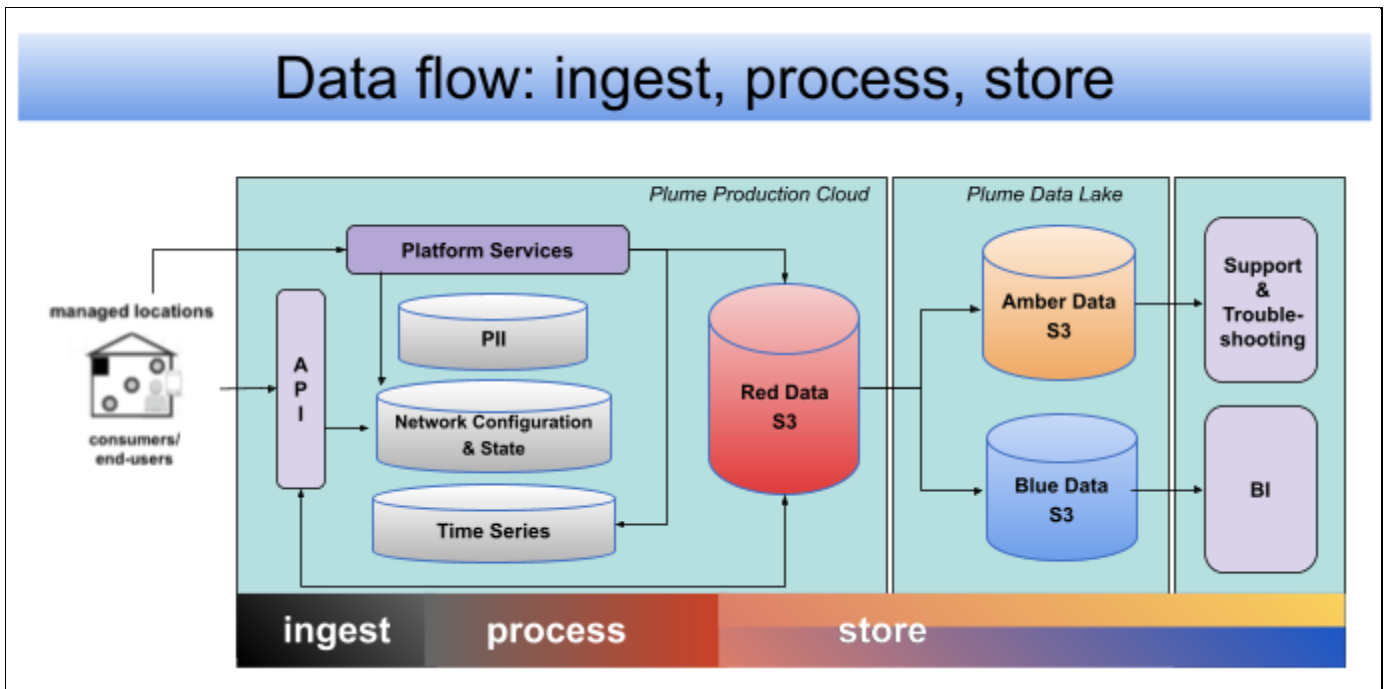 Data flow: ingest, process, store
Plume Production Cloud
Plume Data Lake
Platform Services
managed locations
consumers/
end-users
A
P
I
PII
Network Configuration
& State
Time Series
Red Data
S3
Amber Data
S3
Blue Data
S3
Support
&
Trouble-
shooting
BI
ingest
process
store